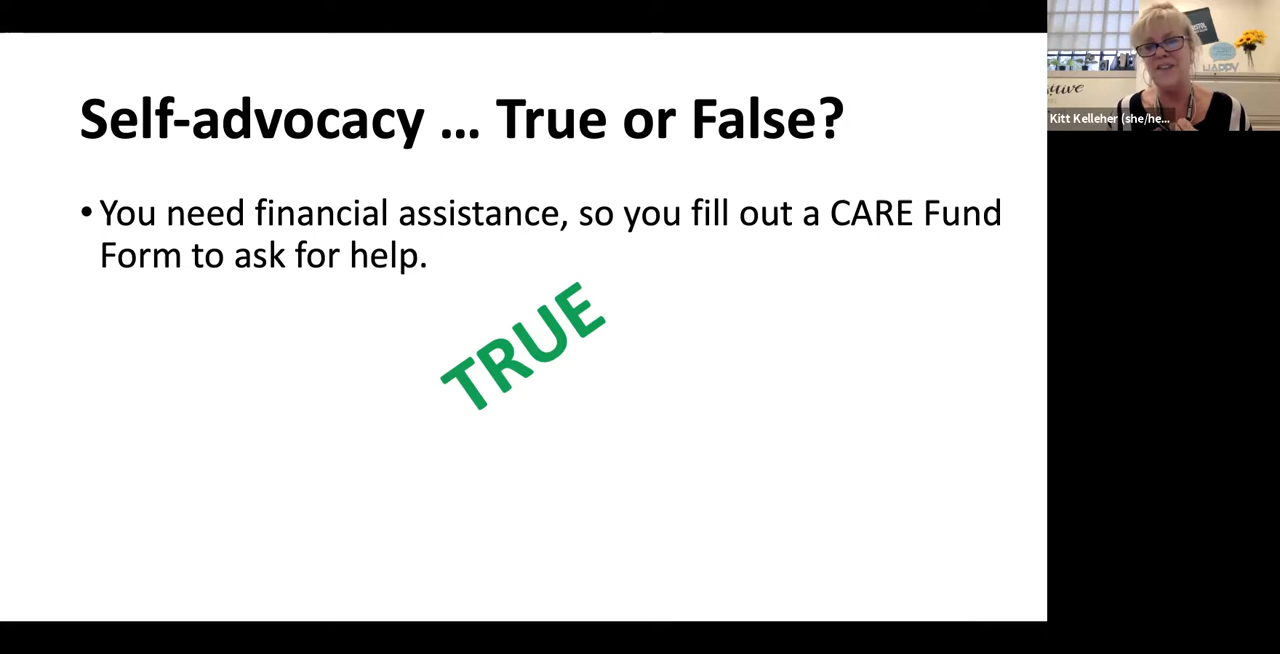 Self-advocacy … True or False?
• You need financial assistance, so you fill out a CARE Fund
Form to ask for help.
TRUE
HAPPY
Kitt Kelleher (she/he...